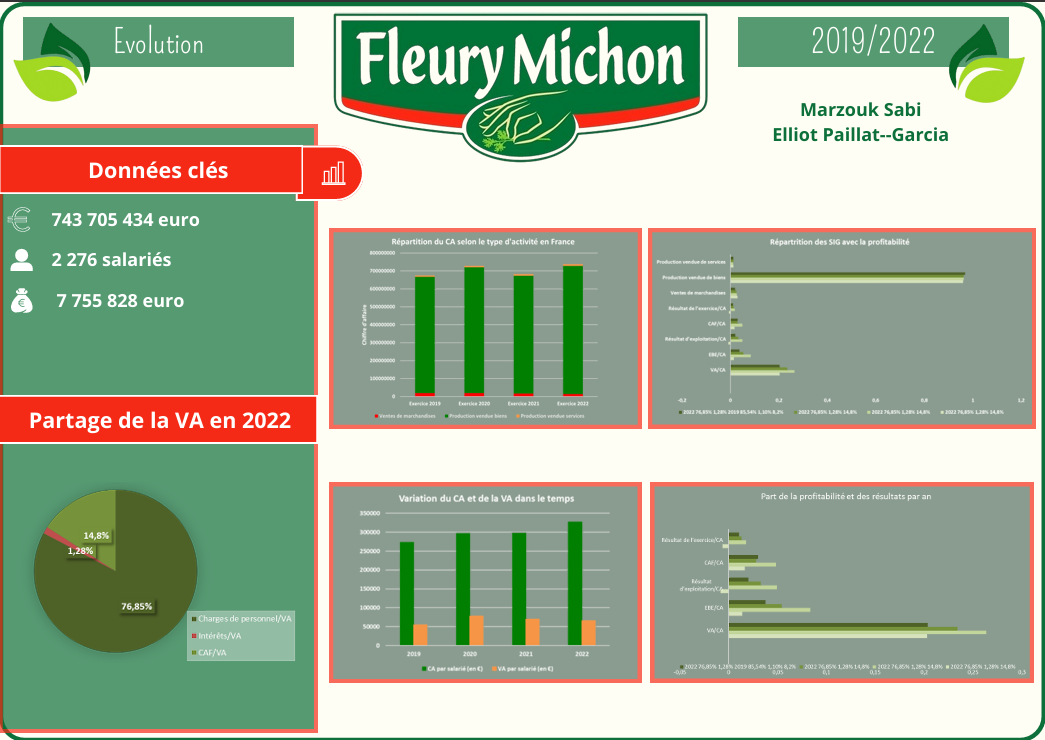 Evolution
Fleury Michon
2019/2022
Marzouk Sabi
Elliot Paillat--Garcia
Données clés
743 705 434 euro
2 276 salariés
7 755 828 euro
Partage de la VA en 2022
14,8%
1,28%
76,85%
Charges de personnel/VA
Intérêts/VA
CAF/VA
Répartition du CA selon le type d'activité en France
Chiffre d'affaire
800000000
700000000
600000000
500000000
400000000
300000000
200000000
100000000
0
Exercice 2019 Exercice 2020 Exercice 2021 Exercice 2022
Ventes de marchandises Production vendue biens Production vendue services
Répartrition des SIG avec la profitabilité
Production vendue de services
Production vendue de biens
Ventes de marchandises
Résultat de l'exercice/CA
CAF/CA
Résultat d'exploitation/CA
EBE/CA
VA/CA
-0,2 0 0,2 0,4 0,6 0,8 1 1,2
2022 76,85% 1,28% 2019 85,54% 1,10% 8,2% 2022 76,85% 1,28% 14,8% 2022 76,85% 1,28% 14,8% 2022 76,85% 1,28% 14,8%
Variation du CA et de la VA dans le temps
350000
300000
250000
200000
150000
100000
50000
0
2019 2020 2021 2022
CA par salarié (en €) VA par salarié (en €)
Part de la profitabilité et des résultats par an
Résultat de l'exercice/CA
CAF/CA
Résultat
d'exploitation/CA
EBE/CA
VA/CA
2022 76,85% 1,28% 2019 85,54% 1,10% 8,2% 2022 76,85% 1,28% 14,8% 2022 76,85% 1,28% 14,8% 2022 76,85% 1,28% 14,8%
-0,05 0 0,05 0,1 0,15 0,2 0,25 0,3